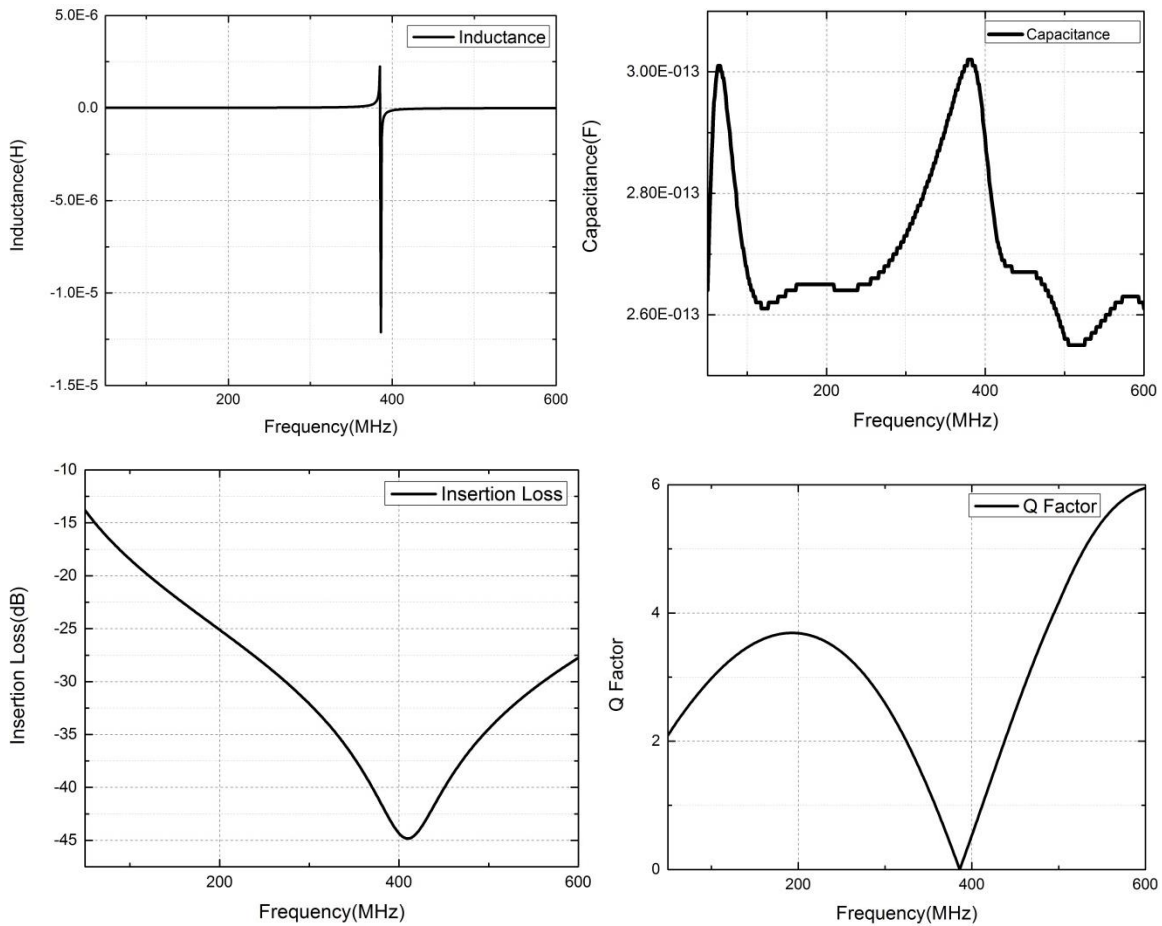 5.0E-6
0.0
-5.0E-6
-1.0E-5
-1.5E-5
Inductance(H)
Inductance
200
400
600
Frequency(MHz)
3.00E-013
2.80E-013
2.60E-013
Capacitance(F)
Capacitance
200
400
600
Frequency(MHz)
-10
-15
-20
-25
-30
-35
-40
-45
Insertion Loss(dB)
Insertion Loss
200
400
600
Frequency(MHz)
6
4
2
0
Q Factor
Q Factor
200
400
600
Frequency(MHz)